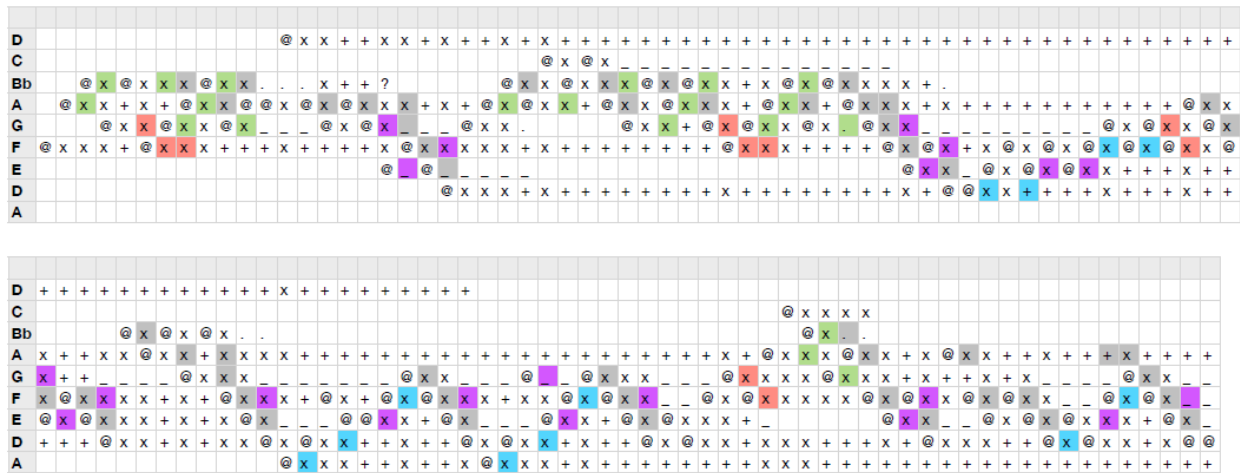 D @ x x + + x x + x + + x + x + + + + + + + + + + + + + + + + + + + + + + + + + + + + + + + + + +
C @ x @ x _ _ _ _ _ _ _ _ _ _ _ _ _ _
Bb @ x @ x x x @ x x . . . x + + ? @ x x @ x x x @ x @ x x + x @ x @ x x x x + .
A @ x x + x + @ x x @ @ x @ x @ x x x + x + @ x @ x x + @ x x @ x x x + @ x x + @ x x x + x + + + + + + + + + + + @ x x
G @ x x @ x x @ x _ _ _ @ x @ x _ _ _ @ x x . @ x x + @ x @ x x @ x . @ x x _ _ _ _ _ _ _ _ _ @ x @ x x @ x
F @ x x x + @ x x x + + + x + + + + x @ x x x x x + x + + + + + + + + @ x x x + + + + @ x @ x + x @ x @ x @ x @ x @ x x @
E @ _ @ _ _ _ _ _ @ x x _ @ x @ x @ x x + + + x + +
D @ x x x + x + + + + + + + + x + + + + + + + + x + @ @ x x + + + + x + + + x + +
A
D + + + + + + + + + + + + x + + + + + + + + +
C @ x x x x
Bb @ x @ x @ x . . @ x . .
A x + + x x @ x x + x x x x + + + + + + + + + + + + + + + + + + + + + x + @ x x x @ x x + x @ x x + + x + + + x + + + +
G x + + _ _ _ _ @ x x x _ _ _ _ _ _ _ @ x x _ _ _ @ _ _ @ x x x _ _ _ @ x x x x @ x x x + x + + x + x _ _ _ _ @ x x _ _
F x @ x x x x + x + @ x x x + @ x + @ x @ x x x + x x @ x @ x x _ _ @ x @ x x x x x @ x @ x x @ x @ x x _ _ @ x @ x _ _
E @ x @ x x x + x + x @ x _ _ _ @ @ x x + @ x _ _ _ @ x x + @ x @ x x x + _ @ x x _ _ @ x @ x @ x x x + @ x _
D + + + @ x x + x + x x @ x @ x x + + x + + @ x @ x x + x + + @ x @ x x + x x x x + + x + @ x x x + + @ x @ x x + x @ @
A @ x x x + + x + + x @ x x x + x + + + + + + + + x x x + + + + + + + + + + + + + + + + + + + +